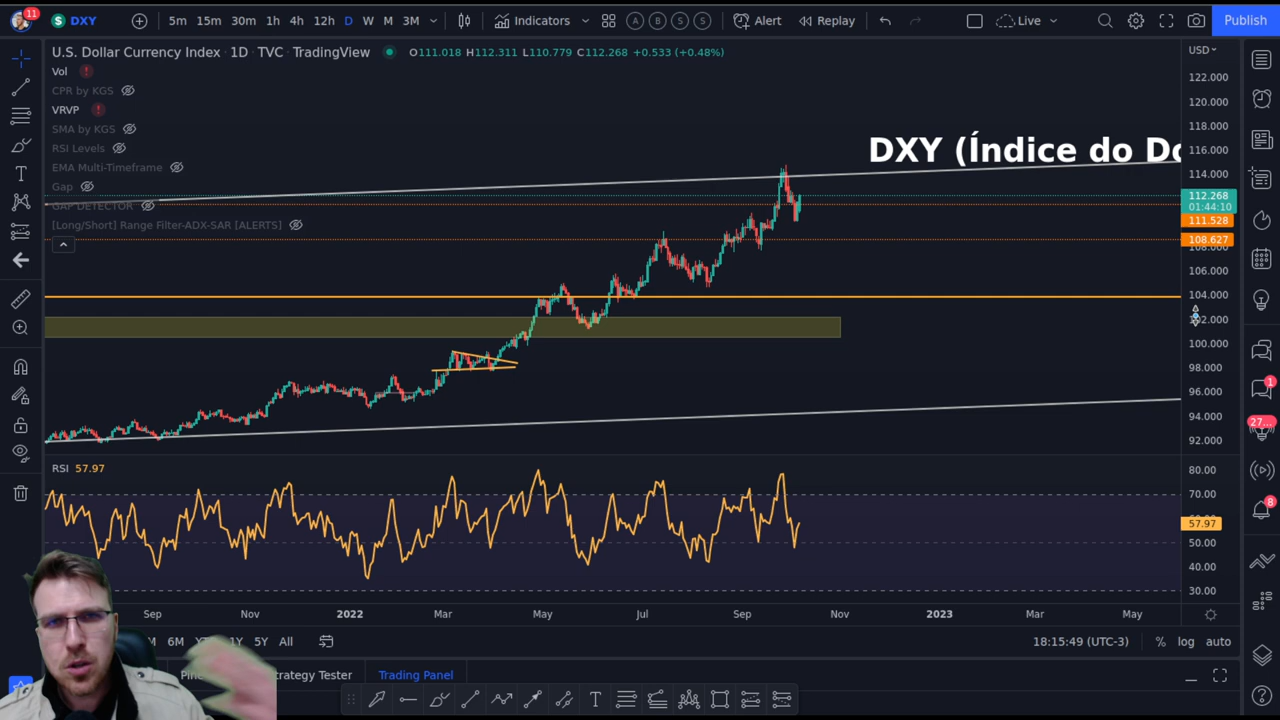 11
DXY
5m 15m 30m 1h 4h 12h D W M 3M
Indicators
A B S S
Alert
Replay
Live
Publish
U.S. Dollar Currency Index · 1D · TVC · TradingView
O111.018 H112.311 L110.779 C112.268 +0.533 (+0.48%)
USD
Vol
CPR by KGS
VRVP
SMA by KGS
RSI Levels
EMA Multi-Timeframe
Gap
GAP DETECTOR
[Long/Short] Range Filter-ADX-SAR [ALERTS]
DXY (Índice do Do
122.000
120.000
118.000
116.000
114.000
112.268
01:44:10
111.528
108.627
108.000
106.000
104.000
102.000
100.000
98.000
96.000
94.000
92.000
RSI 57.97
80.00
70.00
57.97
50.00
40.00
30.00
1
27...
8
Sep Nov 2022 Mar May Jul Sep Nov 2023 Mar May
6M 1Y 5Y All
18:15:49 (UTC-3)
% log auto
Tester
Trading Panel